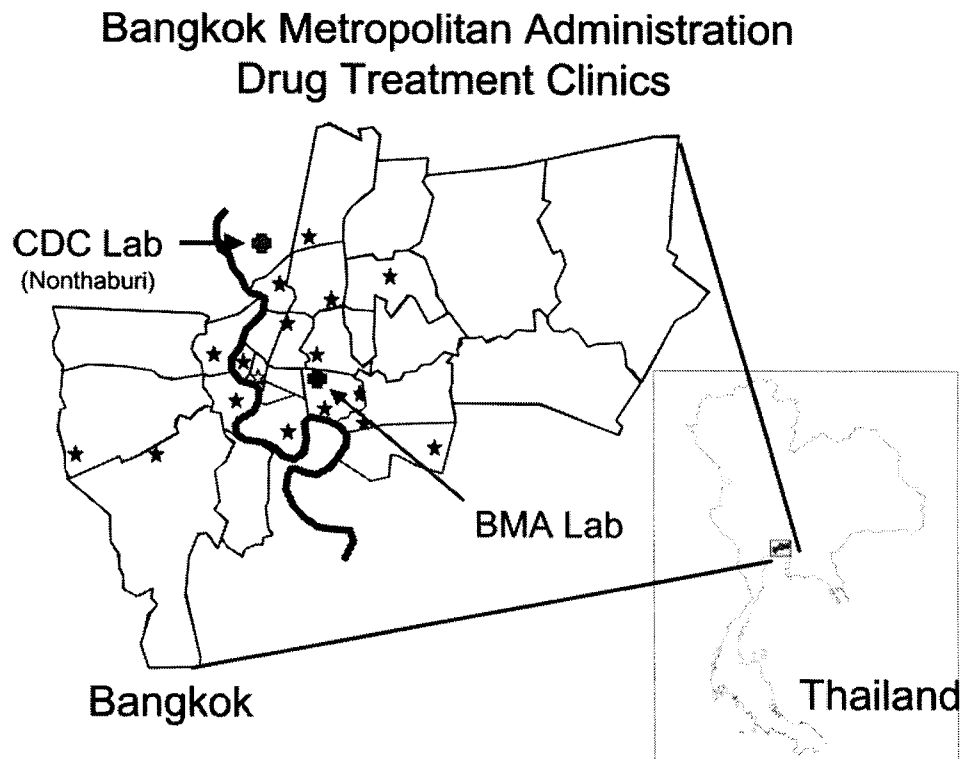 Bangkok Metropolitan Administration
Drug Treatment Clinics
CDC Lab
(Nonthaburi)
BMA Lab
Bangkok
Thailand